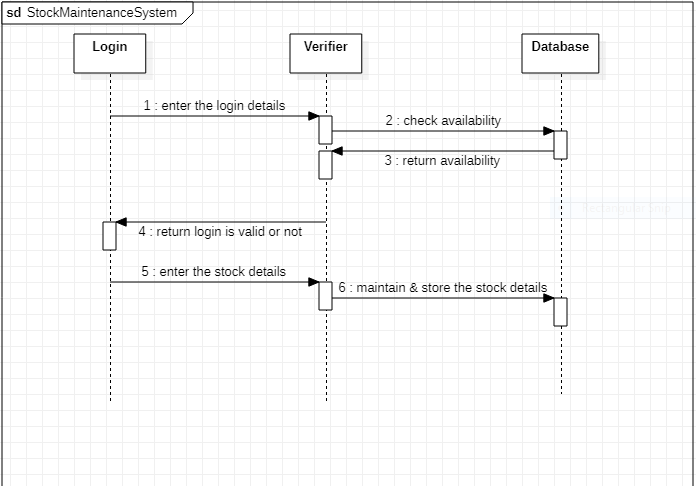 sd StockMaintenanceSystem
Login
Verifier
Database
1 : enter the login details
2 : check availability
3 : return availability
4 : return login is valid or not
5 : enter the stock details
6 : maintain & store the stock details